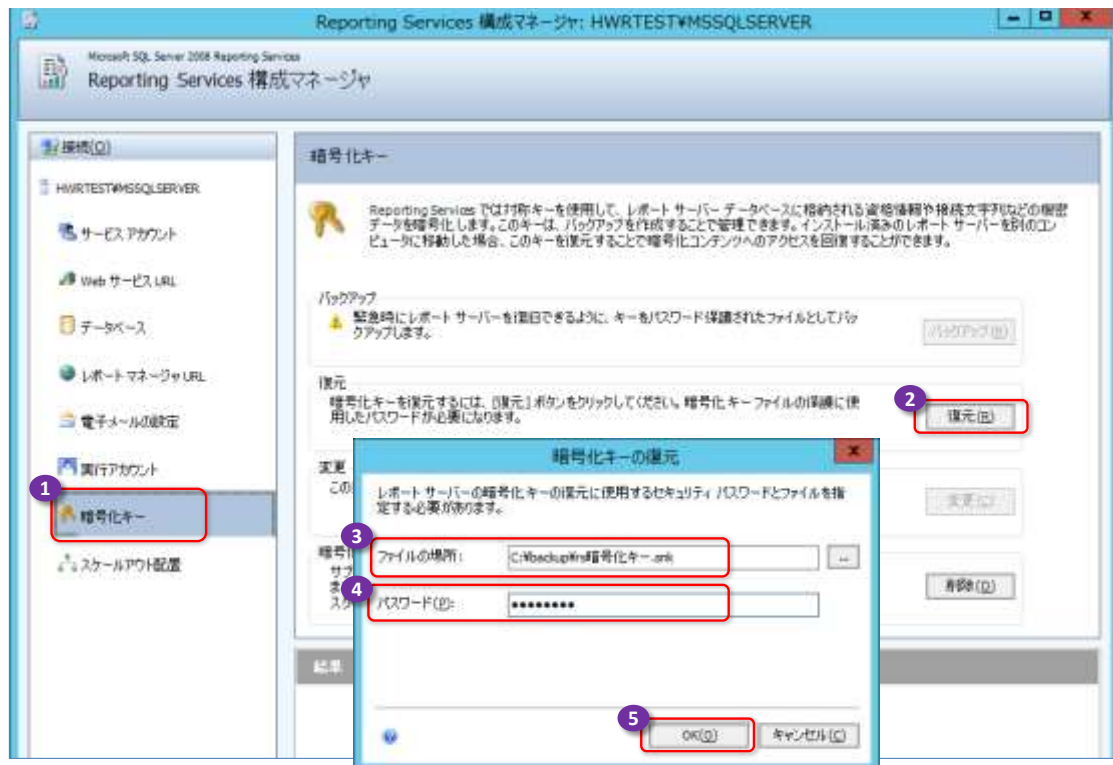 Reporting Services 構成マネージャ: HWRTEST¥MSSQLSERVER
Microsoft SQL Server 2008 Reporting Services
Reporting Services 構成マネージャ
接続(O)
HWRTEST¥MSSQLSERVER
サービス アカウント
Web サービス URL
データベース
レポート マネージャ URL
電子メールの設定
実行アカウント
1
暗号化キー
スケールアウト配置
暗号化キー
Reporting Services では対称キーを使用して、レポート サーバー データベースに格納される資格情報や接続文字列などの機密
データを暗号化します。このキーは、バックアップを作成することで管理できます。インストール済みのレポート サーバーを別のコン
ピュータに移動した場合、このキーを復元することで暗号化コンテンツへのアクセスを回復することができます。
バックアップ
緊急時にレポート サーバーを復旧できるように、キーをパスワード保護されたファイルとしてバッ
クアップします。
バックアップ(B)
復元
暗号化キーを復元するには、[復元] ボタンをクリックしてください。暗号化キー ファイルの保護に使
用したパスワードが必要になります。
2
復元(R)
変更
この
変更(C)
暗号化
サブ
ま
スケ
削除(D)
結果
暗号化キーの復元
レポート サーバーの暗号化キーの復元に使用するセキュリティ パスワードとファイルを指
定する必要があります。
3
ファイルの場所: C:¥backup¥rs暗号化キー.snk ...
4
パスワード(P): ●●●●●●●●
5
OK(O) キャンセル(C)